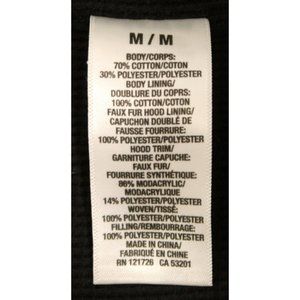 M / M
BODY/CORPS:
70% COTTON/COTON
30% POLYESTER/POLYESTER
BODY LINING/
DOUBLURE DU COPRS:
100% COTTON/COTON
FAUX FUR HOOD LINING/
CAPUCHON DOUBLÉ DE
FAUSSE FOURRURE:
100% POLYESTER/POLYESTER
HOOD TRIM/
GARNITURE CAPUCHE:
FAUX FUR/
FOURRURE SYNTHÉTIQUE:
86% MODACRYLIC/
MODACRYLIQUE
14% POLYESTER/POLYESTER
WOVEN/TISSÉ:
100% POLYESTER/POLYESTER
FILLING/REMBOURRAGE:
100% POLYESTER/POLYESTER
MADE IN CHINA/
FABRIQUÉ EN CHINE
RN 121726 CA 53201